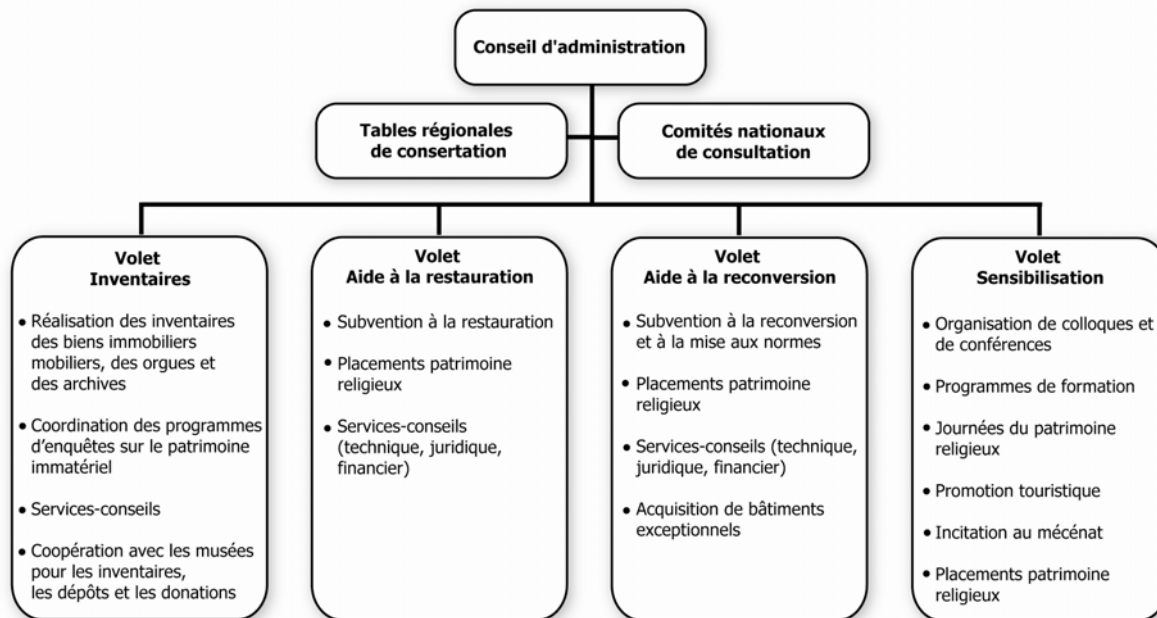 Conseil d'administration
Tables régionales
de consertation
Comités nationaux
de consultation
Volet
Inventaires
• Réalisation des inventaires
des biens immobiliers
mobiliers, des orgues et
des archives
• Coordination des programmes
d'enquêtes sur le patrimoine
immatériel
• Services-conseils
• Coopération avec les musées
pour les inventaires,
les dépôts et les donations
Volet
Aide à la restauration
• Subvention à la restauration
• Placements patrimoine
religieux
• Services-conseils
(technique, juridique,
financier)
Volet
Aide à la reconversion
• Subvention à la reconversion
et à la mise aux normes
• Placements patrimoine
religieux
• Services-conseils (technique,
juridique, financier)
• Acquisition de bâtiments
exceptionnels
Volet
Sensibilisation
• Organisation de colloques et
de conférences
• Programmes de formation
• Journées du patrimoine
religieux
• Promotion touristique
• Incitation au mécénat
• Placements patrimoine
religieux